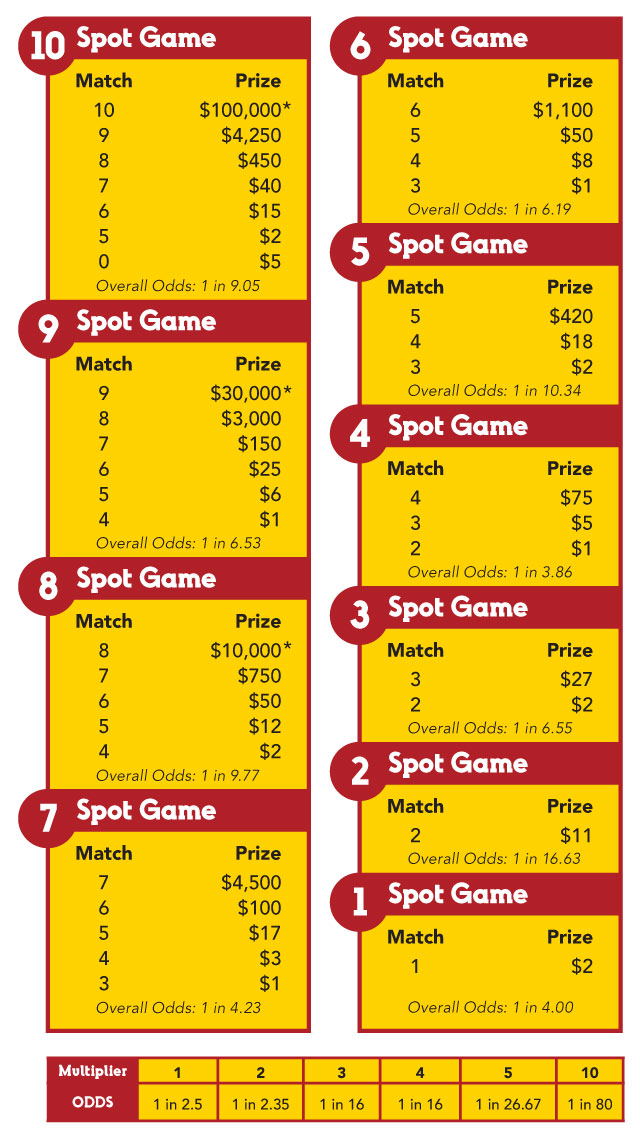 10 Spot Game
Match Prize
10 $100,000*
9 $4,250
8 $450
7 $40
6 $15
5 $2
0 $5
Overall Odds: 1 in 9.05
9 Spot Game
Match Prize
9 $30,000*
8 $3,000
7 $150
6 $25
5 $6
4 $1
Overall Odds: 1 in 6.53
8 Spot Game
Match Prize
8 $10,000*
7 $750
6 $50
5 $12
4 $2
Overall Odds: 1 in 9.77
7 Spot Game
Match Prize
7 $4,500
6 $100
5 $17
4 $3
3 $1
Overall Odds: 1 in 4.23
6 Spot Game
Match Prize
6 $1,100
5 $50
4 $8
3 $1
Overall Odds: 1 in 6.19
5 Spot Game
Match Prize
5 $420
4 $18
3 $2
Overall Odds: 1 in 10.34
4 Spot Game
Match Prize
4 $75
3 $5
2 $1
Overall Odds: 1 in 3.86
3 Spot Game
Match Prize
3 $27
2 $2
Overall Odds: 1 in 6.55
2 Spot Game
Match Prize
2 $11
Overall Odds: 1 in 16.63
1 Spot Game
Match Prize
1 $2
Overall Odds: 1 in 4.00
Multiplier 1 2 3 4 5 10
ODDS 1 in 2.5 1 in 2.35 1 in 16 1 in 16 1 in 26.67 1 in 80